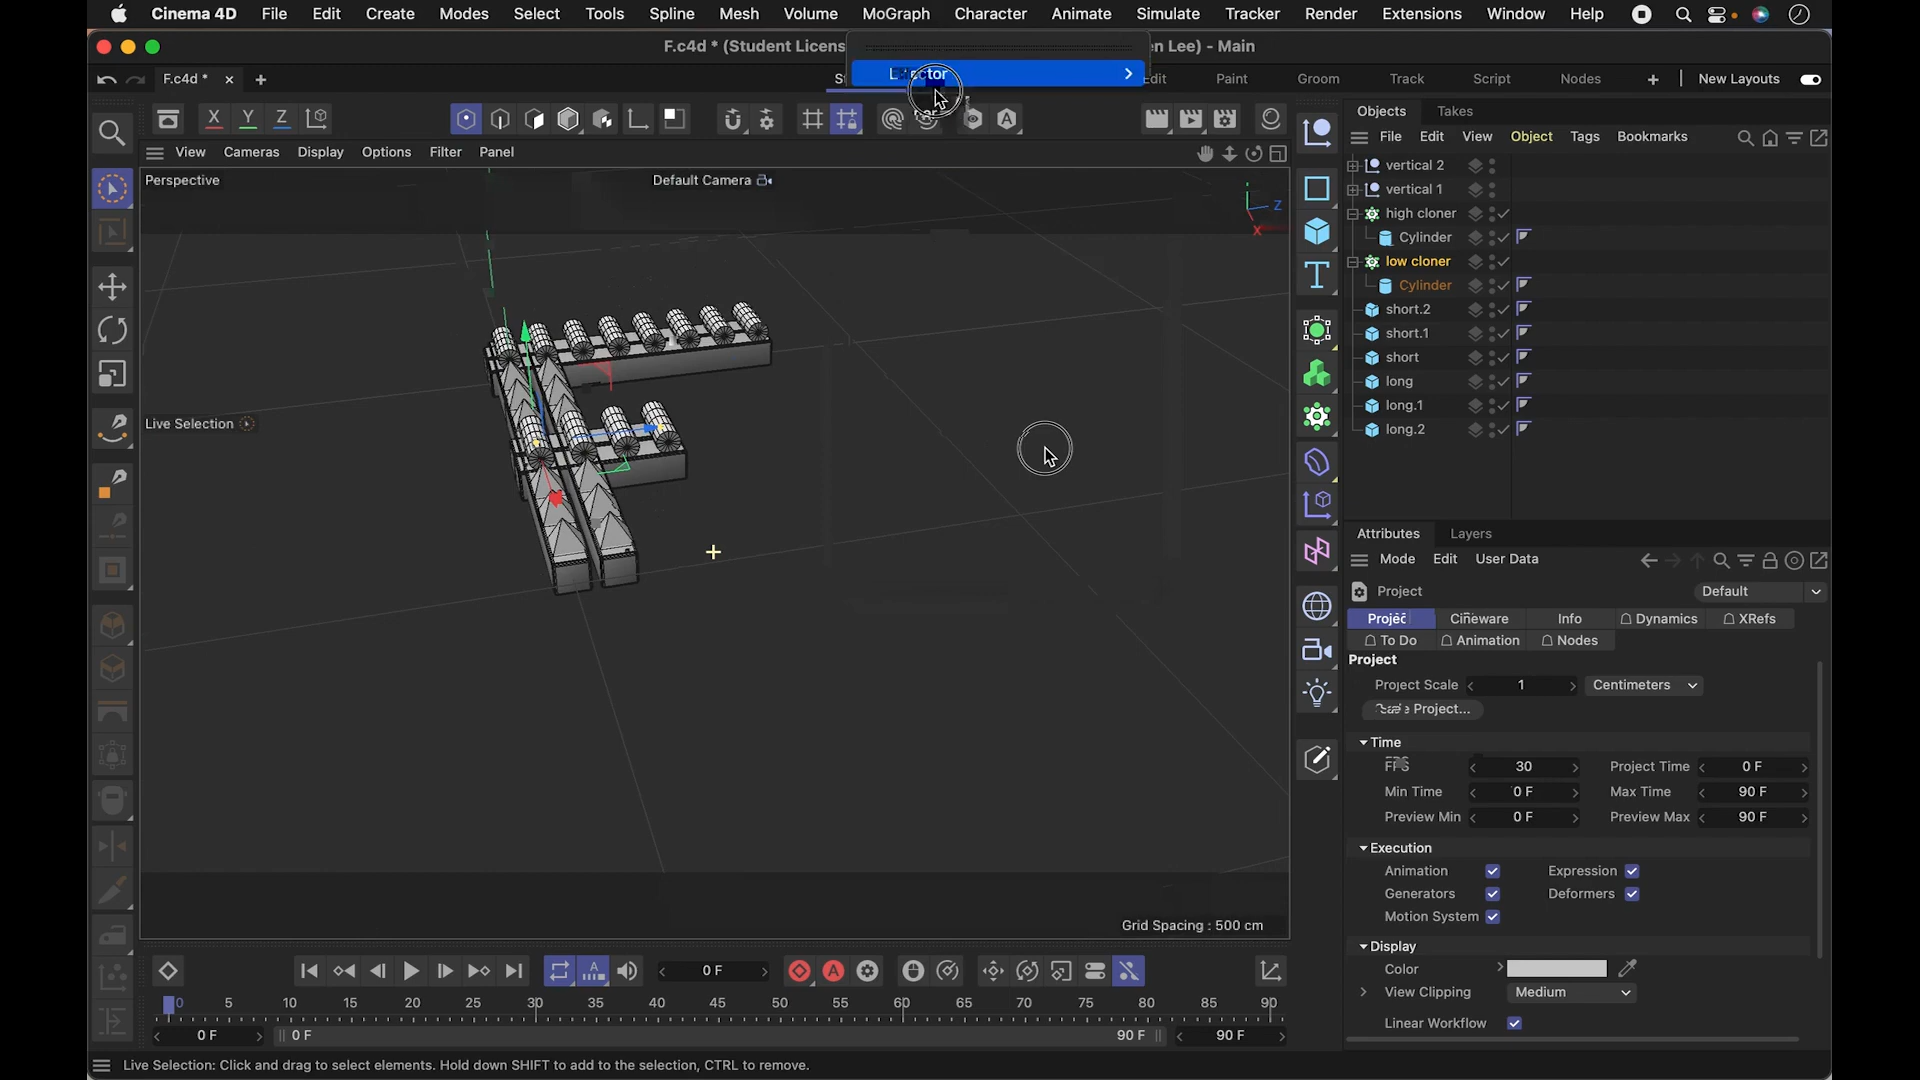 Cinema 4D File Edit Create Modes Select Tools Spline Mesh Volume MoGraph Character Animate Simulate Tracker Render Extensions Window Help
F.c4d * (Student Licens en Lee) - Main
F.c4d * Edit Paint Groom Track Script Nodes New Layouts
X Y Z
View Cameras Display Options Filter Panel
Perspective Default Camera
Z
X
Live Selection
Grid Spacing : 500 cm
Objects Takes
File Edit View Object Tags Bookmarks
vertical 2
vertical 1
high cloner
Cylinder
low cloner
Cylinder
short.2
short.1
short
long
long.1
long.2
Attributes Layers
Mode Edit User Data
Project Default
Project Cineware Info Dynamics XRefs
To Do Animation Nodes
Project
Project Scale 1 Centimeters
Project...
Time
FPS 30 Project Time 0 F
Min Time 0 F Max Time 90 F
Preview Min 0 F Preview Max 90 F
Execution
Animation Expression
Generators Deformers
Motion System
Display
Color
View Clipping Medium
Linear Workflow
0 F
0 5 10 15 20 25 30 35 40 45 50 55 60 65 70 75 80 85 90
0 F 0 F 90 F 90 F
Live Selection: Click and drag to select elements. Hold down SHIFT to add to the selection, CTRL to remove.